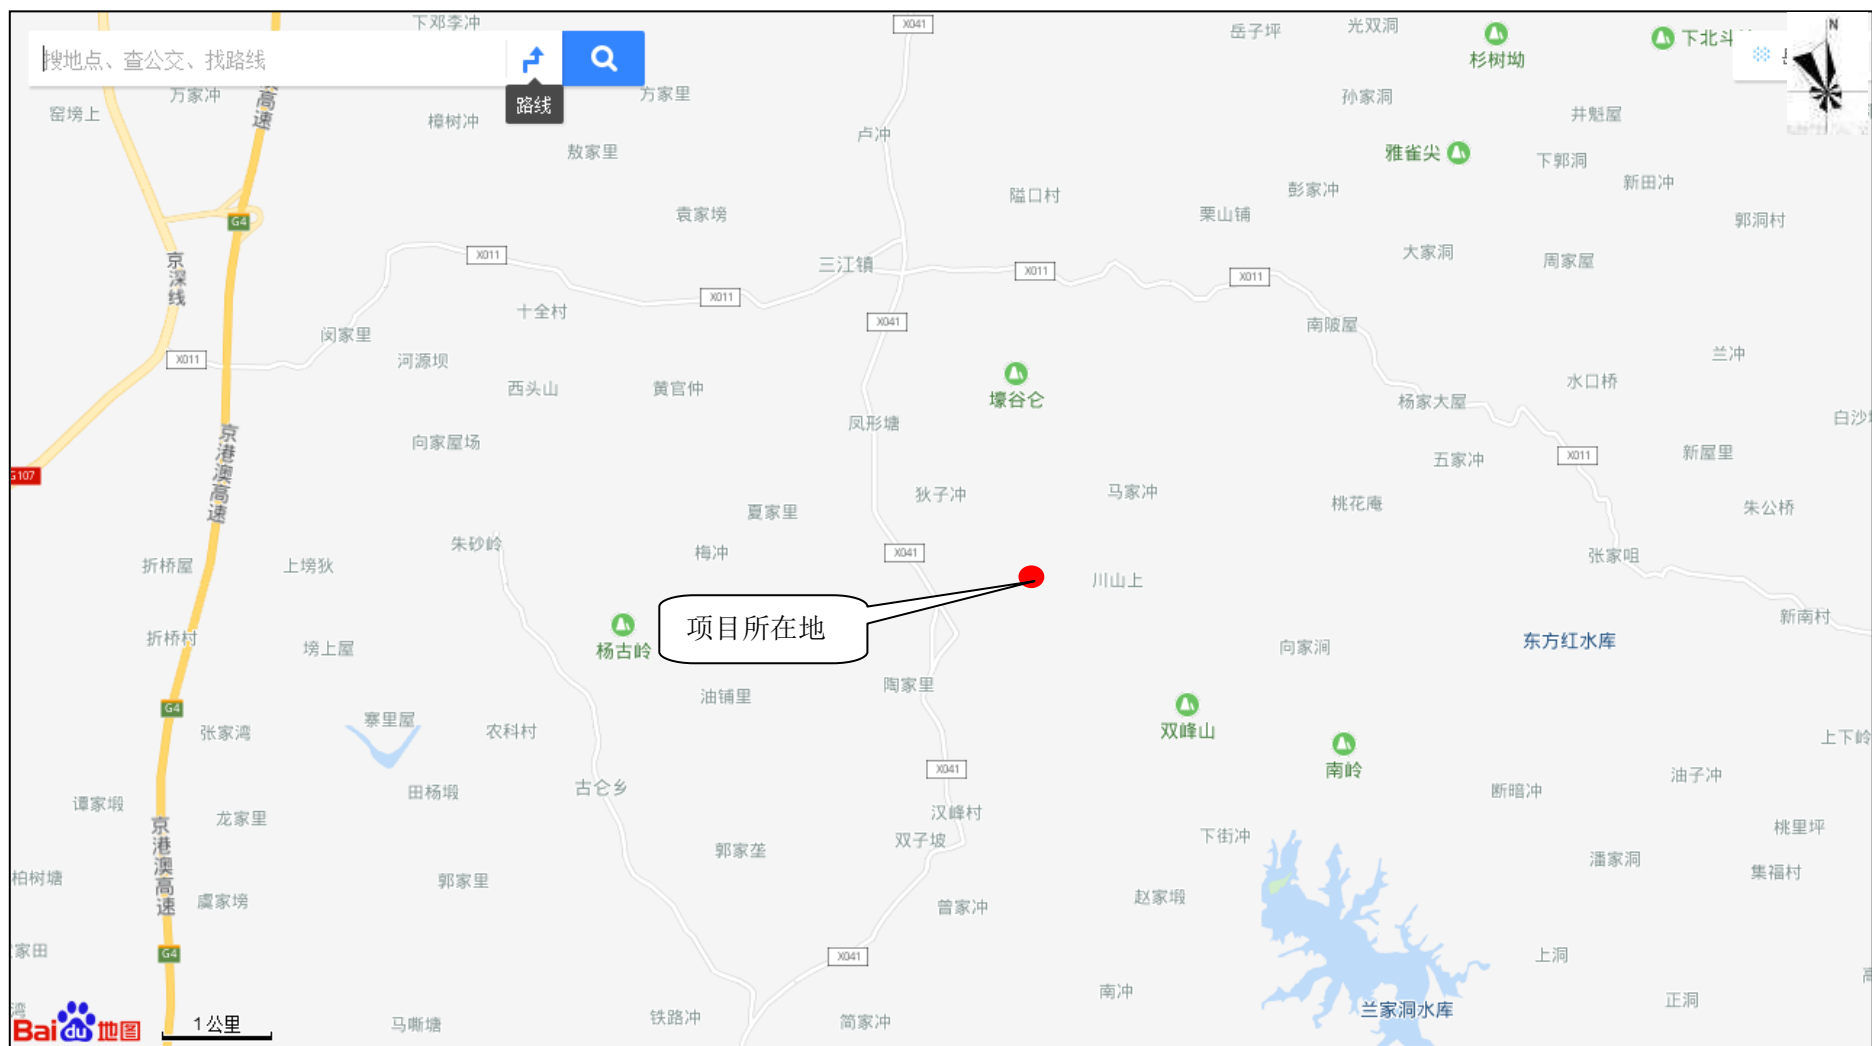 下邓李冲
X041
岳子坪
光双洞
杉树坳
下北斗
N
搜地点、查公交、找路线
路线
万家冲
高速
方家里
孙家洞
窑塝上
樟树冲
卢冲
井魁屋
敖家里
雅雀尖
下郭洞
彭家冲
新田冲
隘口村
袁家塝
栗山铺
郭洞村
G4
京深线
X011
三江镇
X011
X011
大家洞
周家屋
X011
十全村
X041
南陂屋
闵家里
X011
河源坝
兰冲
西头山
黄官仲
壕谷仑
水口桥
杨家大屋
白沙
凤形塘
京港澳高速
向家屋场
五家冲
X011
新屋里
G107
狄子冲
马家冲
桃花庵
朱公桥
夏家里
朱砂岭
梅冲
X041
张家咀
折桥屋
上塝狄
川山上
项目所在地
新南村
折桥村
塝上屋
杨古岭
向家涧
东方红水库
陶家里
油铺里
G4
寨里屋
张家湾
农科村
双峰山
上下岭
南岭
X041
油子冲
古仑乡
田杨塅
断暗冲
谭家塅
龙家里
汉峰村
桃里坪
京港澳高速
双子坡
下街冲
郭家垄
潘家洞
集福村
柏树塘
郭家里
虞家塝
曾家冲
赵家塅
家田
G4
X041
上洞
南冲
正洞
湾
兰家洞水库
Bai du 地图
1公里
马嘶塘
铁路冲
简家冲